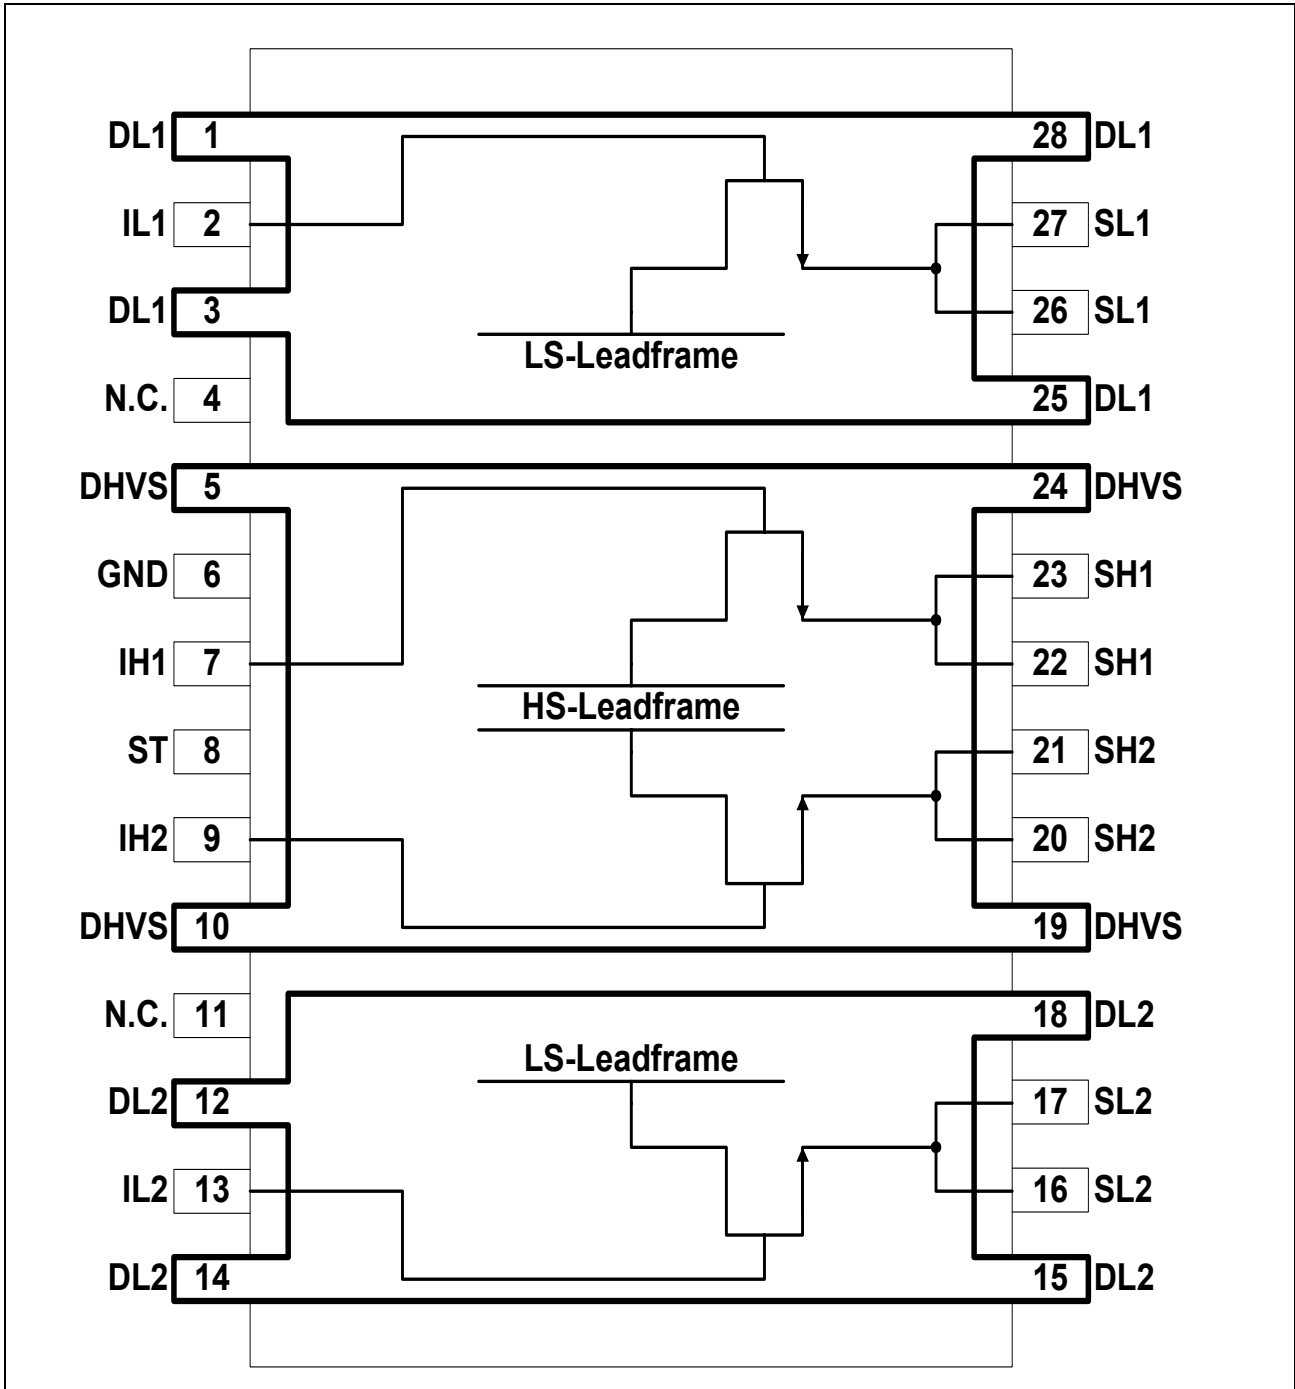 DL1 1 28 DL1
IL1 2 27 SL1
DL1 3 26 SL1
LS-Leadframe
N.C. 4 25 DL1
DHVS 5 24 DHVS
GND 6 23 SH1
IH1 7 22 SH1
HS-Leadframe
ST 8 21 SH2
IH2 9 20 SH2
DHVS 10 19 DHVS
N.C. 11 18 DL2
LS-Leadframe
DL2 12 17 SL2
IL2 13 16 SL2
DL2 14 15 DL2